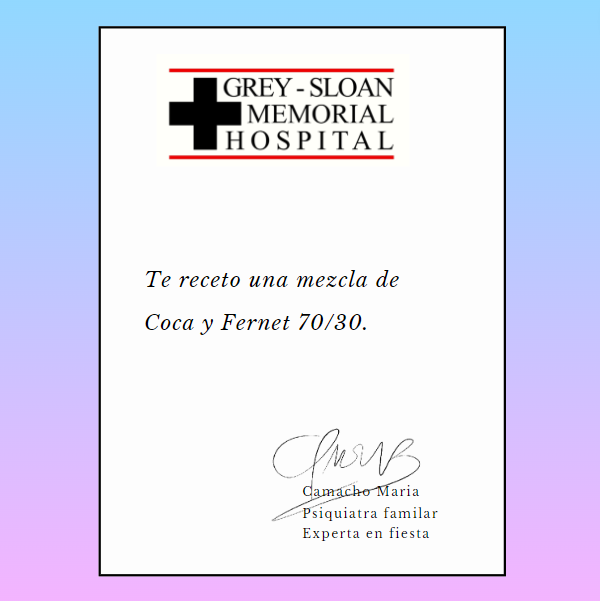 GREY - SLOAN
MEMORIAL
HOSPITAL
Te receto una mezcla de
Coca y Fernet 70/30.
Camacho Maria
Psiquiatra familar
Experta en fiesta